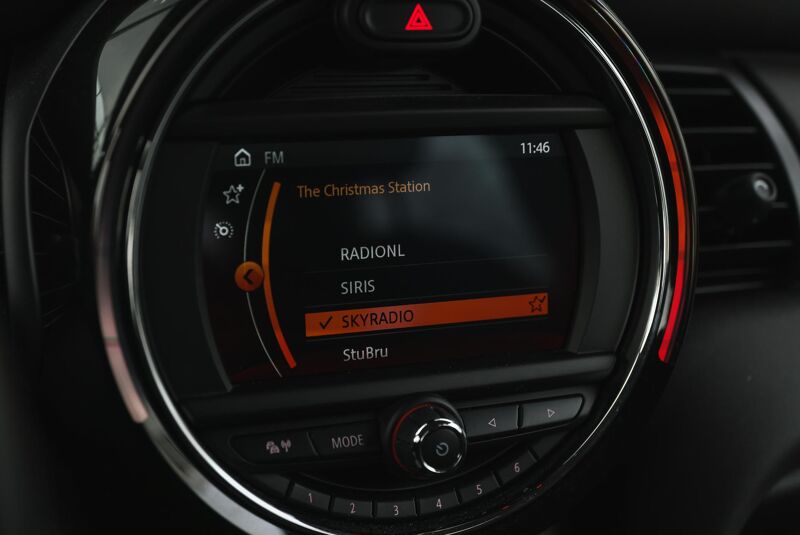 FM
11:46
The Christmas Station
RADIONL
SIRIS
SKYRADIO
StuBru
MODE
1 2 3 4 5 6